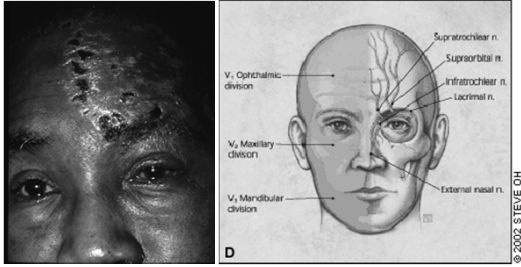 Supratrochlear n.
Supraorbital n.
Infratrochlear n.
Lacrimal n.
External nasal n.
V₁ Ophthalmic
division
V₂ Maxillary
division
V₃ Mandibular
division
D
© 2002 STEVE OH